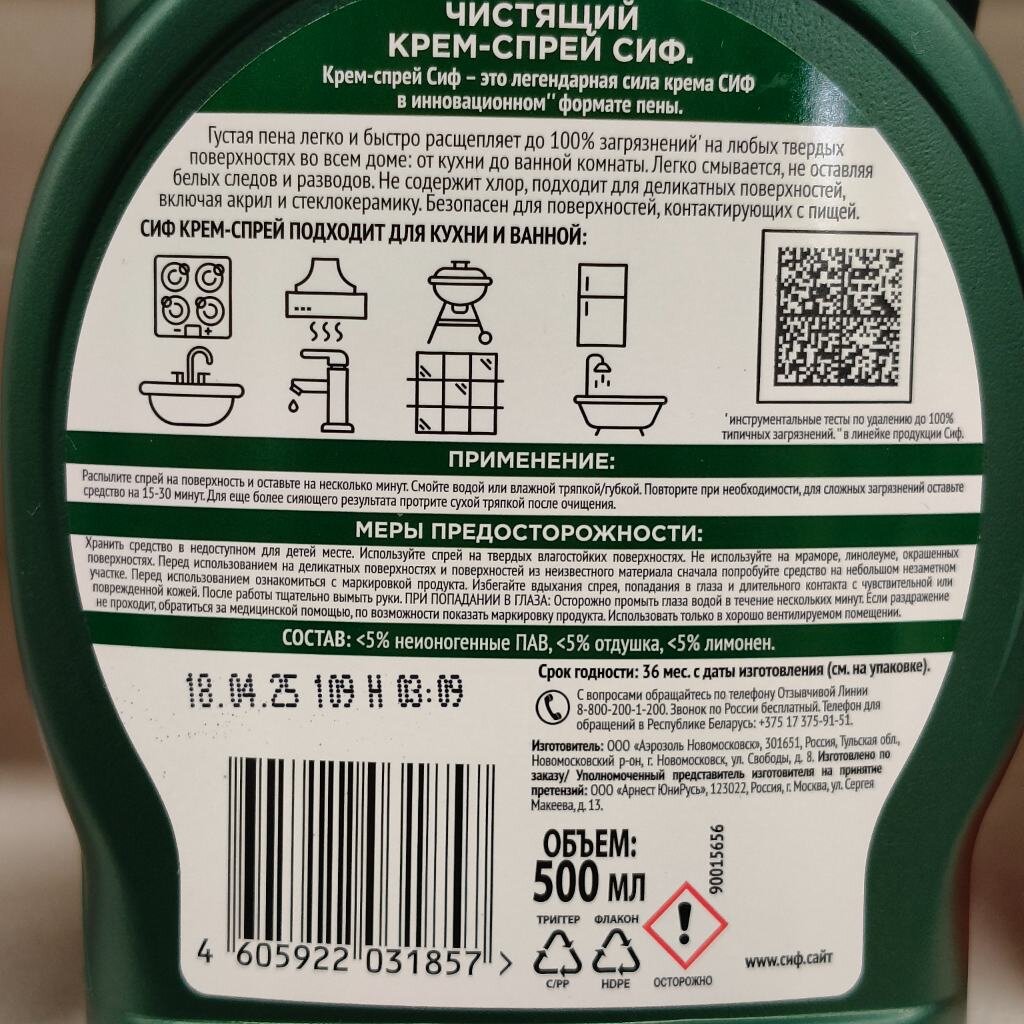 ЧИСТЯЩИЙ
КРЕМ-СПРЕЙ СИФ.
Крем-спрей Сиф – это легендарная сила крема СИФ
в инновационном'' формате пены.
Густая пена легко и быстро расщепляет до 100% загрязнений' на любых твердых
поверхностях во всем доме: от кухни до ванной комнаты. Легко смывается, не оставляя
белых следов и разводов. Не содержит хлор, подходит для деликатных поверхностей,
включая акрил и стеклокерамику. Безопасен для поверхностей, контактирующих с пищей.
СИФ КРЕМ-СПРЕЙ ПОДХОДИТ ДЛЯ КУХНИ И ВАННОЙ:
' инструментальные тесты по удалению до 100%
типичных загрязнений. '' в линейке продукции Сиф.
ПРИМЕНЕНИЕ:
Распылите спрей на поверхность и оставьте на несколько минут. Смойте водой или влажной тряпкой/губкой. Повторите при необходимости, для сложных загрязнений оставьте
средство на 15-30 минут. Для еще более сияющего результата протрите сухой тряпкой после очищения.
МЕРЫ ПРЕДОСТОРОЖНОСТИ:
Хранить средство в недоступном для детей месте. Используйте спрей на твердых влагостойких поверхностях. Не используйте на мраморе, линолеуме, окрашенных
поверхностях. Перед использованием на деликатных поверхностях и поверхностях из неизвестного материала сначала попробуйте средство на небольшом незаметном
участке. Перед использованием ознакомиться с маркировкой продукта. Избегайте вдыхания спрея, попадания в глаза и длительного контакта с чувствительной или
поврежденной кожей. После работы тщательно вымыть руки. ПРИ ПОПАДАНИИ В ГЛАЗА: Осторожно промыть глаза водой в течение нескольких минут. Если раздражение
не проходит, обратиться за медицинской помощью, по возможности показать маркировку продукта. Использовать только в хорошо вентилируемом помещении.
СОСТАВ: <5% неионогенные ПАВ, <5% отдушка, <5% лимонен.
18.04.25 109 Н 03:09
Срок годности: 36 мес. с даты изготовления (см. на упаковке).
С вопросами обращайтесь по телефону Отзывчивой Линии
8-800-200-1-200. Звонок по России бесплатный. Телефон для
обращений в Республике Беларусь: +375 17 375-91-51.
Изготовитель: ООО «Аэрозоль Новомосковск», 301651, Россия, Тульская обл.,
Новомосковский р-он, г. Новомосковск, ул. Свободы, д. 8. Изготовлено по
заказу/ Уполномоченный представитель изготовителя на принятие
претензий: ООО «Арнест ЮниРусь», 123022, Россия, г. Москва, ул. Сергея
Макеева, д. 13.
ОБЪЕМ:
500 МЛ
90015656
ТРИГГЕР ФЛАКОН
C/PP HDPE
ОСТОРОЖНО
www.сиф.сайт
4 605922 031857 >